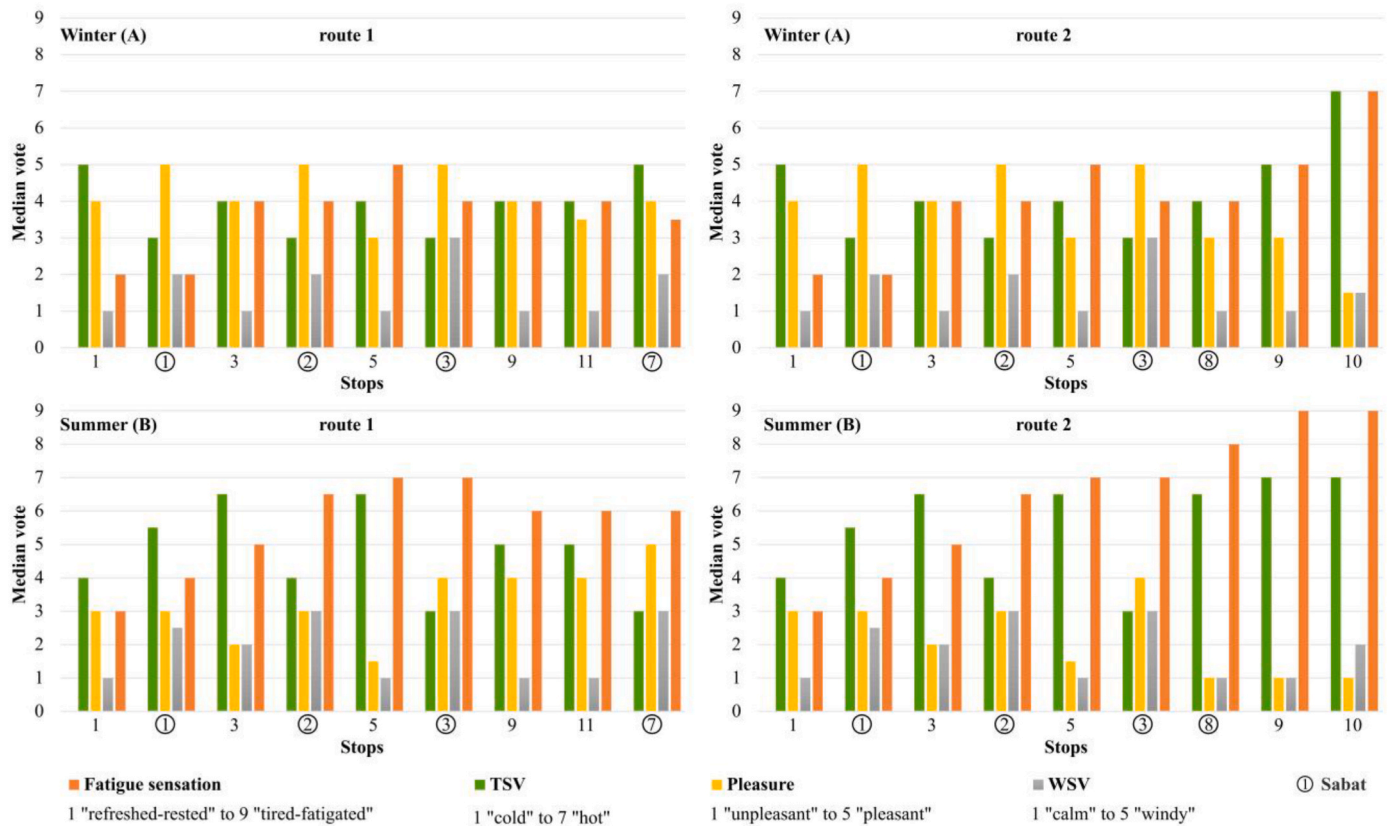 9
Winter (A) route 1
8
7
6
5
4
3
2
1
0
Median vote
1 ① 3 ② 5 ③ 9 11 ⑦
Stops
9
Winter (A) route 2
8
7
6
5
4
3
2
1
0
Median vote
1 ① 3 ② 5 ③ ⑧ 9 10
Stops
9
Summer (B) route 1
8
7
6
5
4
3
2
1
0
Median vote
1 ① 3 ② 5 ③ 9 11 ⑦
Stops
9
Summer (B) route 2
8
7
6
5
4
3
2
1
0
Median vote
1 ① 3 ② 5 ③ ⑧ 9 10
Stops
Fatigue sensation TSV Pleasure WSV ① Sabat
1 "refreshed-rested" to 9 "tired-fatigated" 1 "cold" to 7 "hot" 1 "unpleasant" to 5 "pleasant" 1 "calm" to 5 "windy"